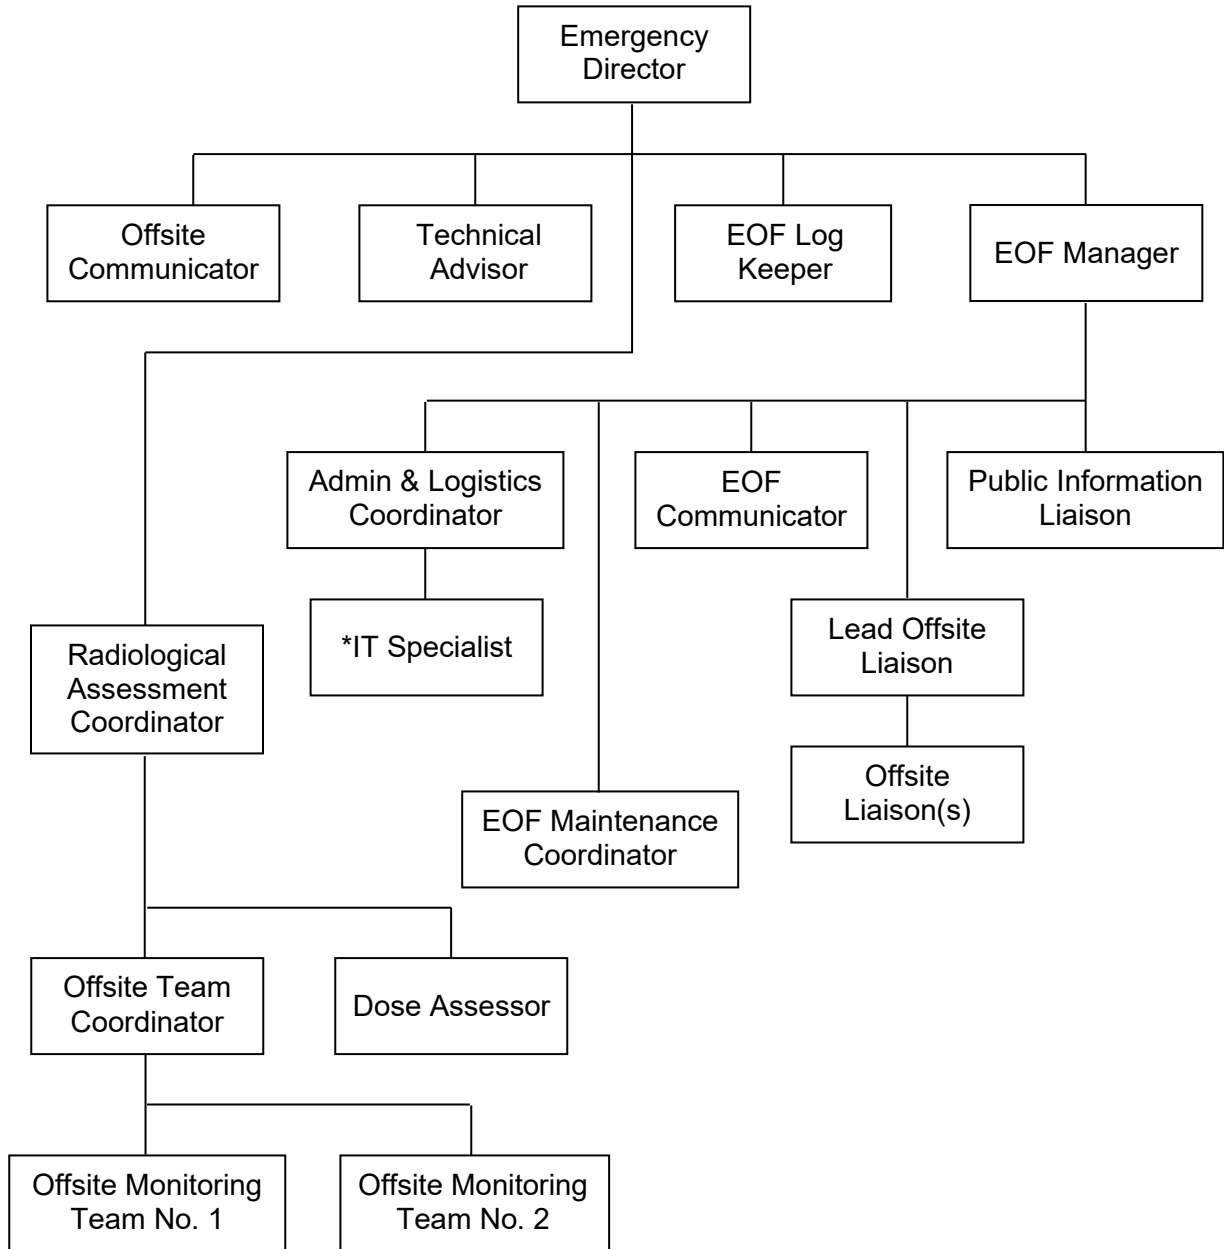 Emergency
Director
Offsite
Communicator
Technical
Advisor
EOF Log
Keeper
EOF Manager
Admin & Logistics
Coordinator
EOF
Communicator
Public Information
Liaison
*IT Specialist
Lead Offsite
Liaison
Radiological
Assessment
Coordinator
Offsite
Liaison(s)
EOF Maintenance
Coordinator
Offsite Team
Coordinator
Dose Assessor
Offsite Monitoring
Team No. 1
Offsite Monitoring
Team No. 2